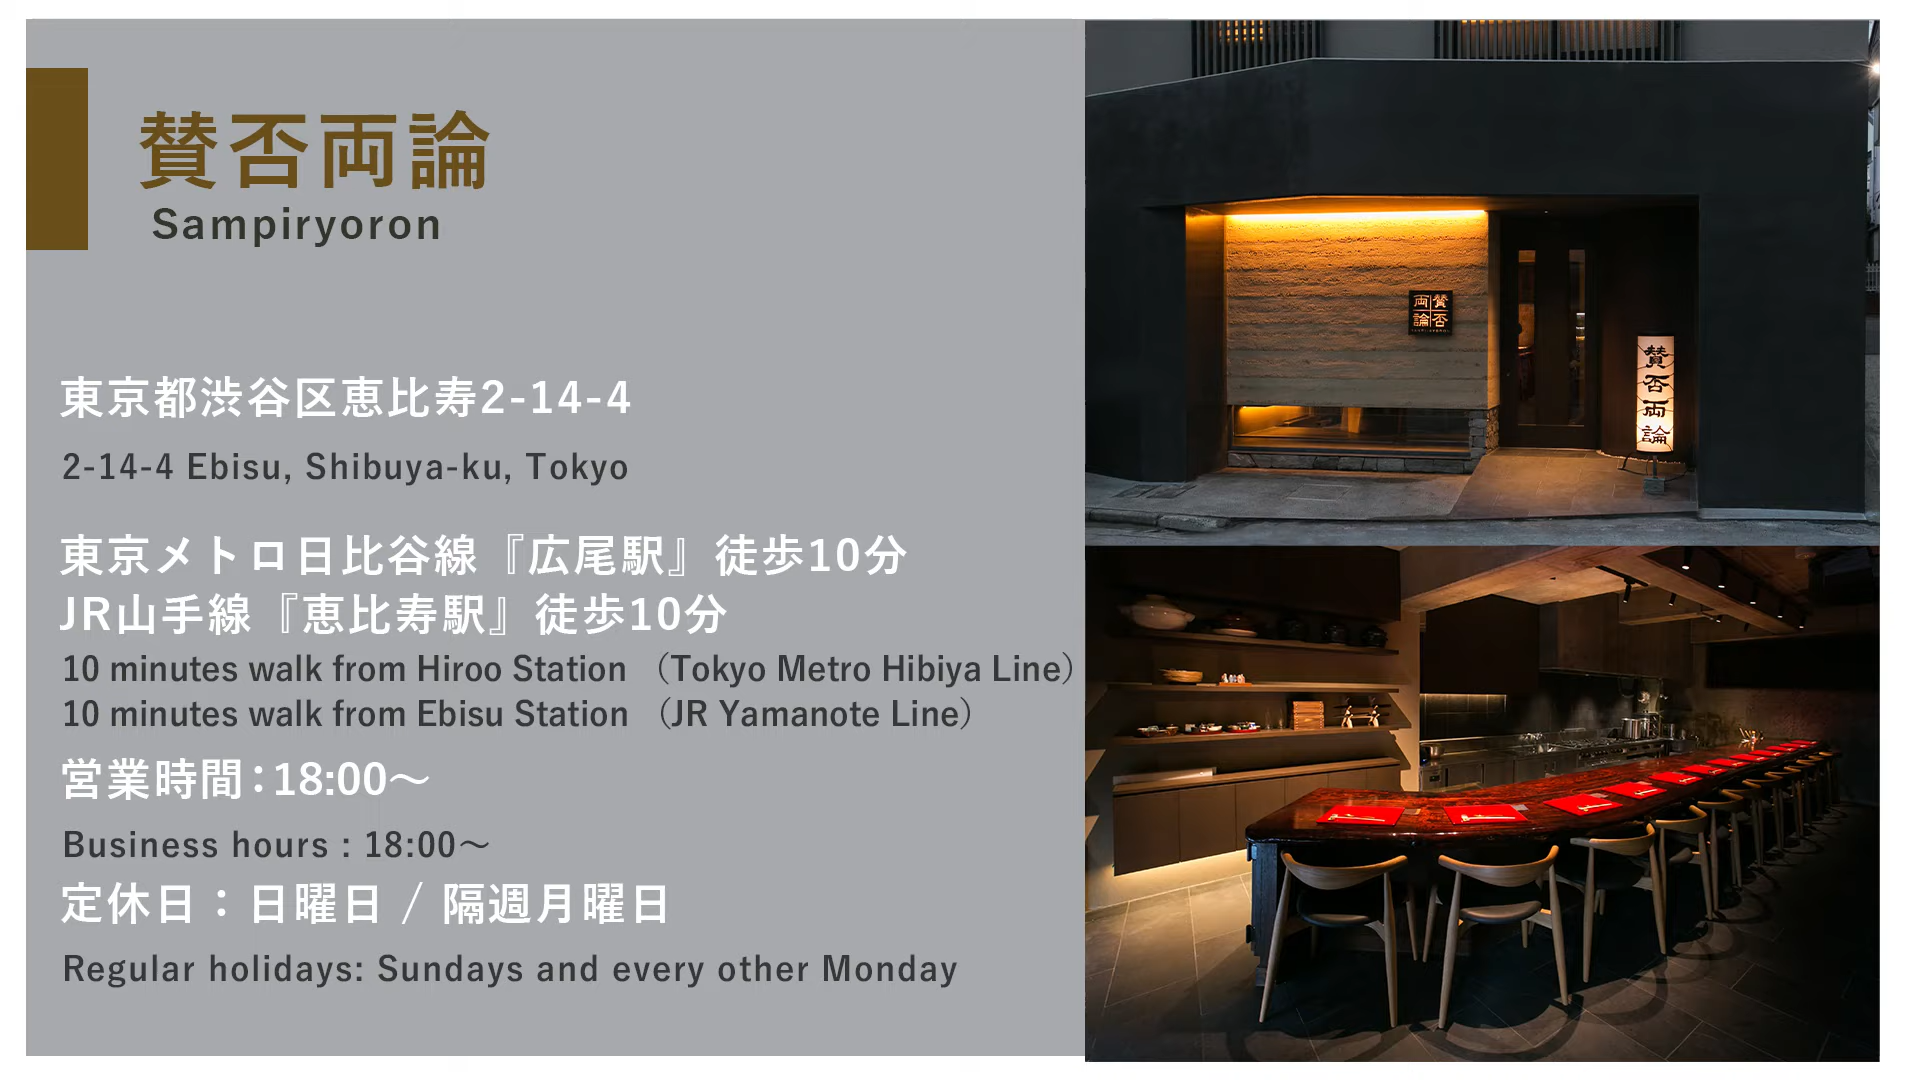 賛否両論
Sampiryoron
東京都渋谷区恵比寿2-14-4
2-14-4 Ebisu, Shibuya-ku, Tokyo
東京メトロ日比谷線『広尾駅』徒歩10分
JR山手線『恵比寿駅』徒歩10分
10 minutes walk from Hiroo Station （Tokyo Metro Hibiya Line）
10 minutes walk from Ebisu Station （JR Yamanote Line）
営業時間：18:00～
Business hours : 18:00～
定休日：日曜日 / 隔週月曜日
Regular holidays: Sundays and every other Monday
賛否
両論
賛否両論